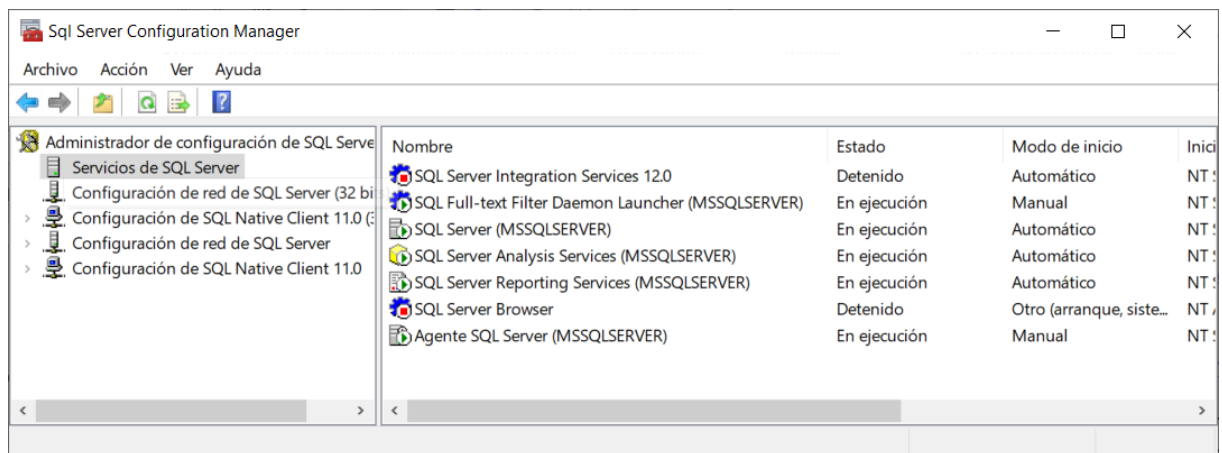 Sql Server Configuration Manager
Archivo Acción Ver Ayuda
Administrador de configuración de SQL Serve
Servicios de SQL Server
Configuración de red de SQL Server (32 bits
Configuración de SQL Native Client 11.0 (3
Configuración de red de SQL Server
Configuración de SQL Native Client 11.0
Nombre Estado Modo de inicio Inici
SQL Server Integration Services 12.0 Detenido Automático NT S
SQL Full-text Filter Daemon Launcher (MSSQLSERVER) En ejecución Manual NT S
SQL Server (MSSQLSERVER) En ejecución Automático NT S
SQL Server Analysis Services (MSSQLSERVER) En ejecución Automático NT S
SQL Server Reporting Services (MSSQLSERVER) En ejecución Automático NT S
SQL Server Browser Detenido Otro (arranque, siste... NT
Agente SQL Server (MSSQLSERVER) En ejecución Manual NT S